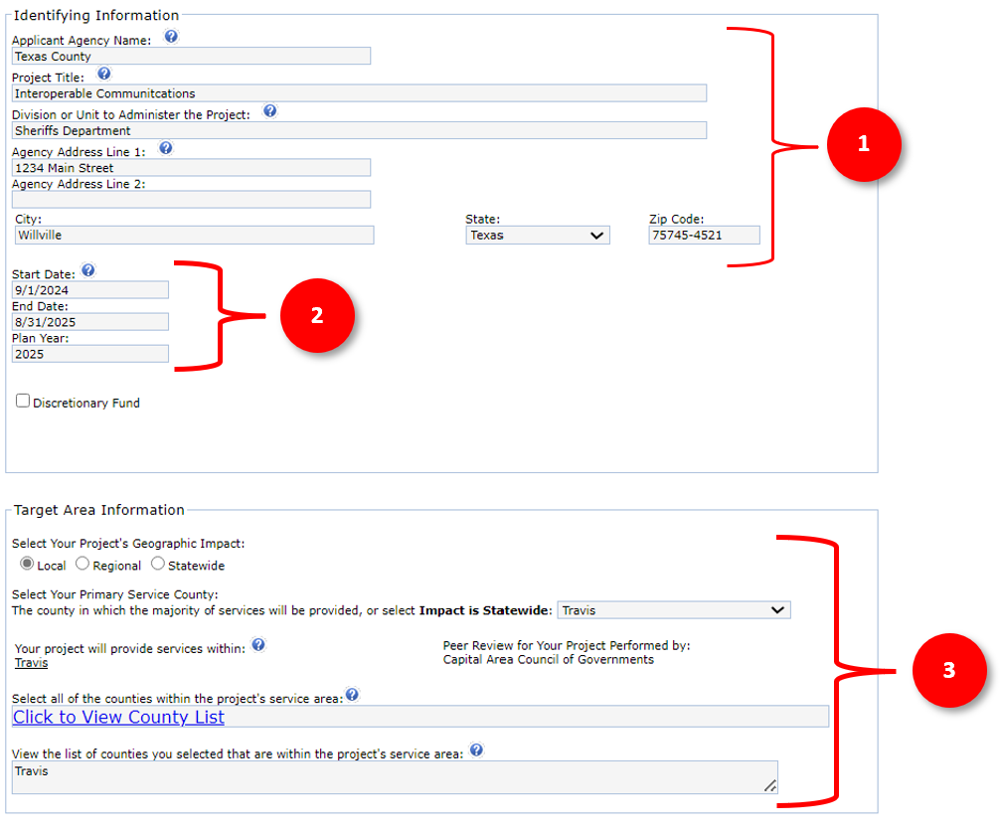 Identifying Information
Applicant Agency Name:
Texas County
Project Title:
Interoperable Communitcations
Division or Unit to Administer the Project:
Sheriffs Department
Agency Address Line 1:
1234 Main Street
Agency Address Line 2:
City: State: Zip Code:
Willville Texas 75745-4521
1
Start Date:
9/1/2024
End Date:
8/31/2025
Plan Year:
2025
2
Discretionary Fund
Target Area Information
Select Your Project's Geographic Impact:
Local Regional Statewide
Select Your Primary Service County:
The county in which the majority of services will be provided, or select Impact is Statewide: Travis
Your project will provide services within:
Travis
Peer Review for Your Project Performed by:
Capital Area Council of Governments
3
Select all of the counties within the project's service area:
Click to View County List
View the list of counties you selected that are within the project's service area:
Travis